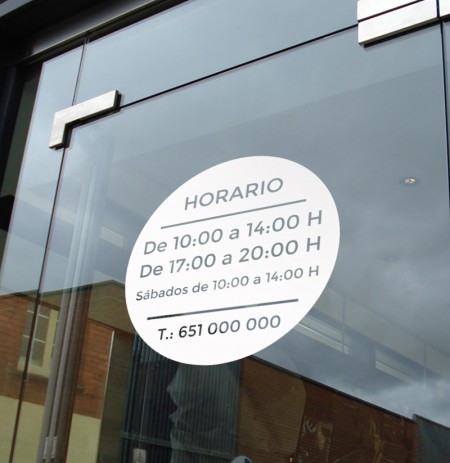 HORARIO
De 10:00 a 14:00 H
De 17:00 a 20:00 H
Sábados de 10:00 a 14:00 H
T.: 651 000 000